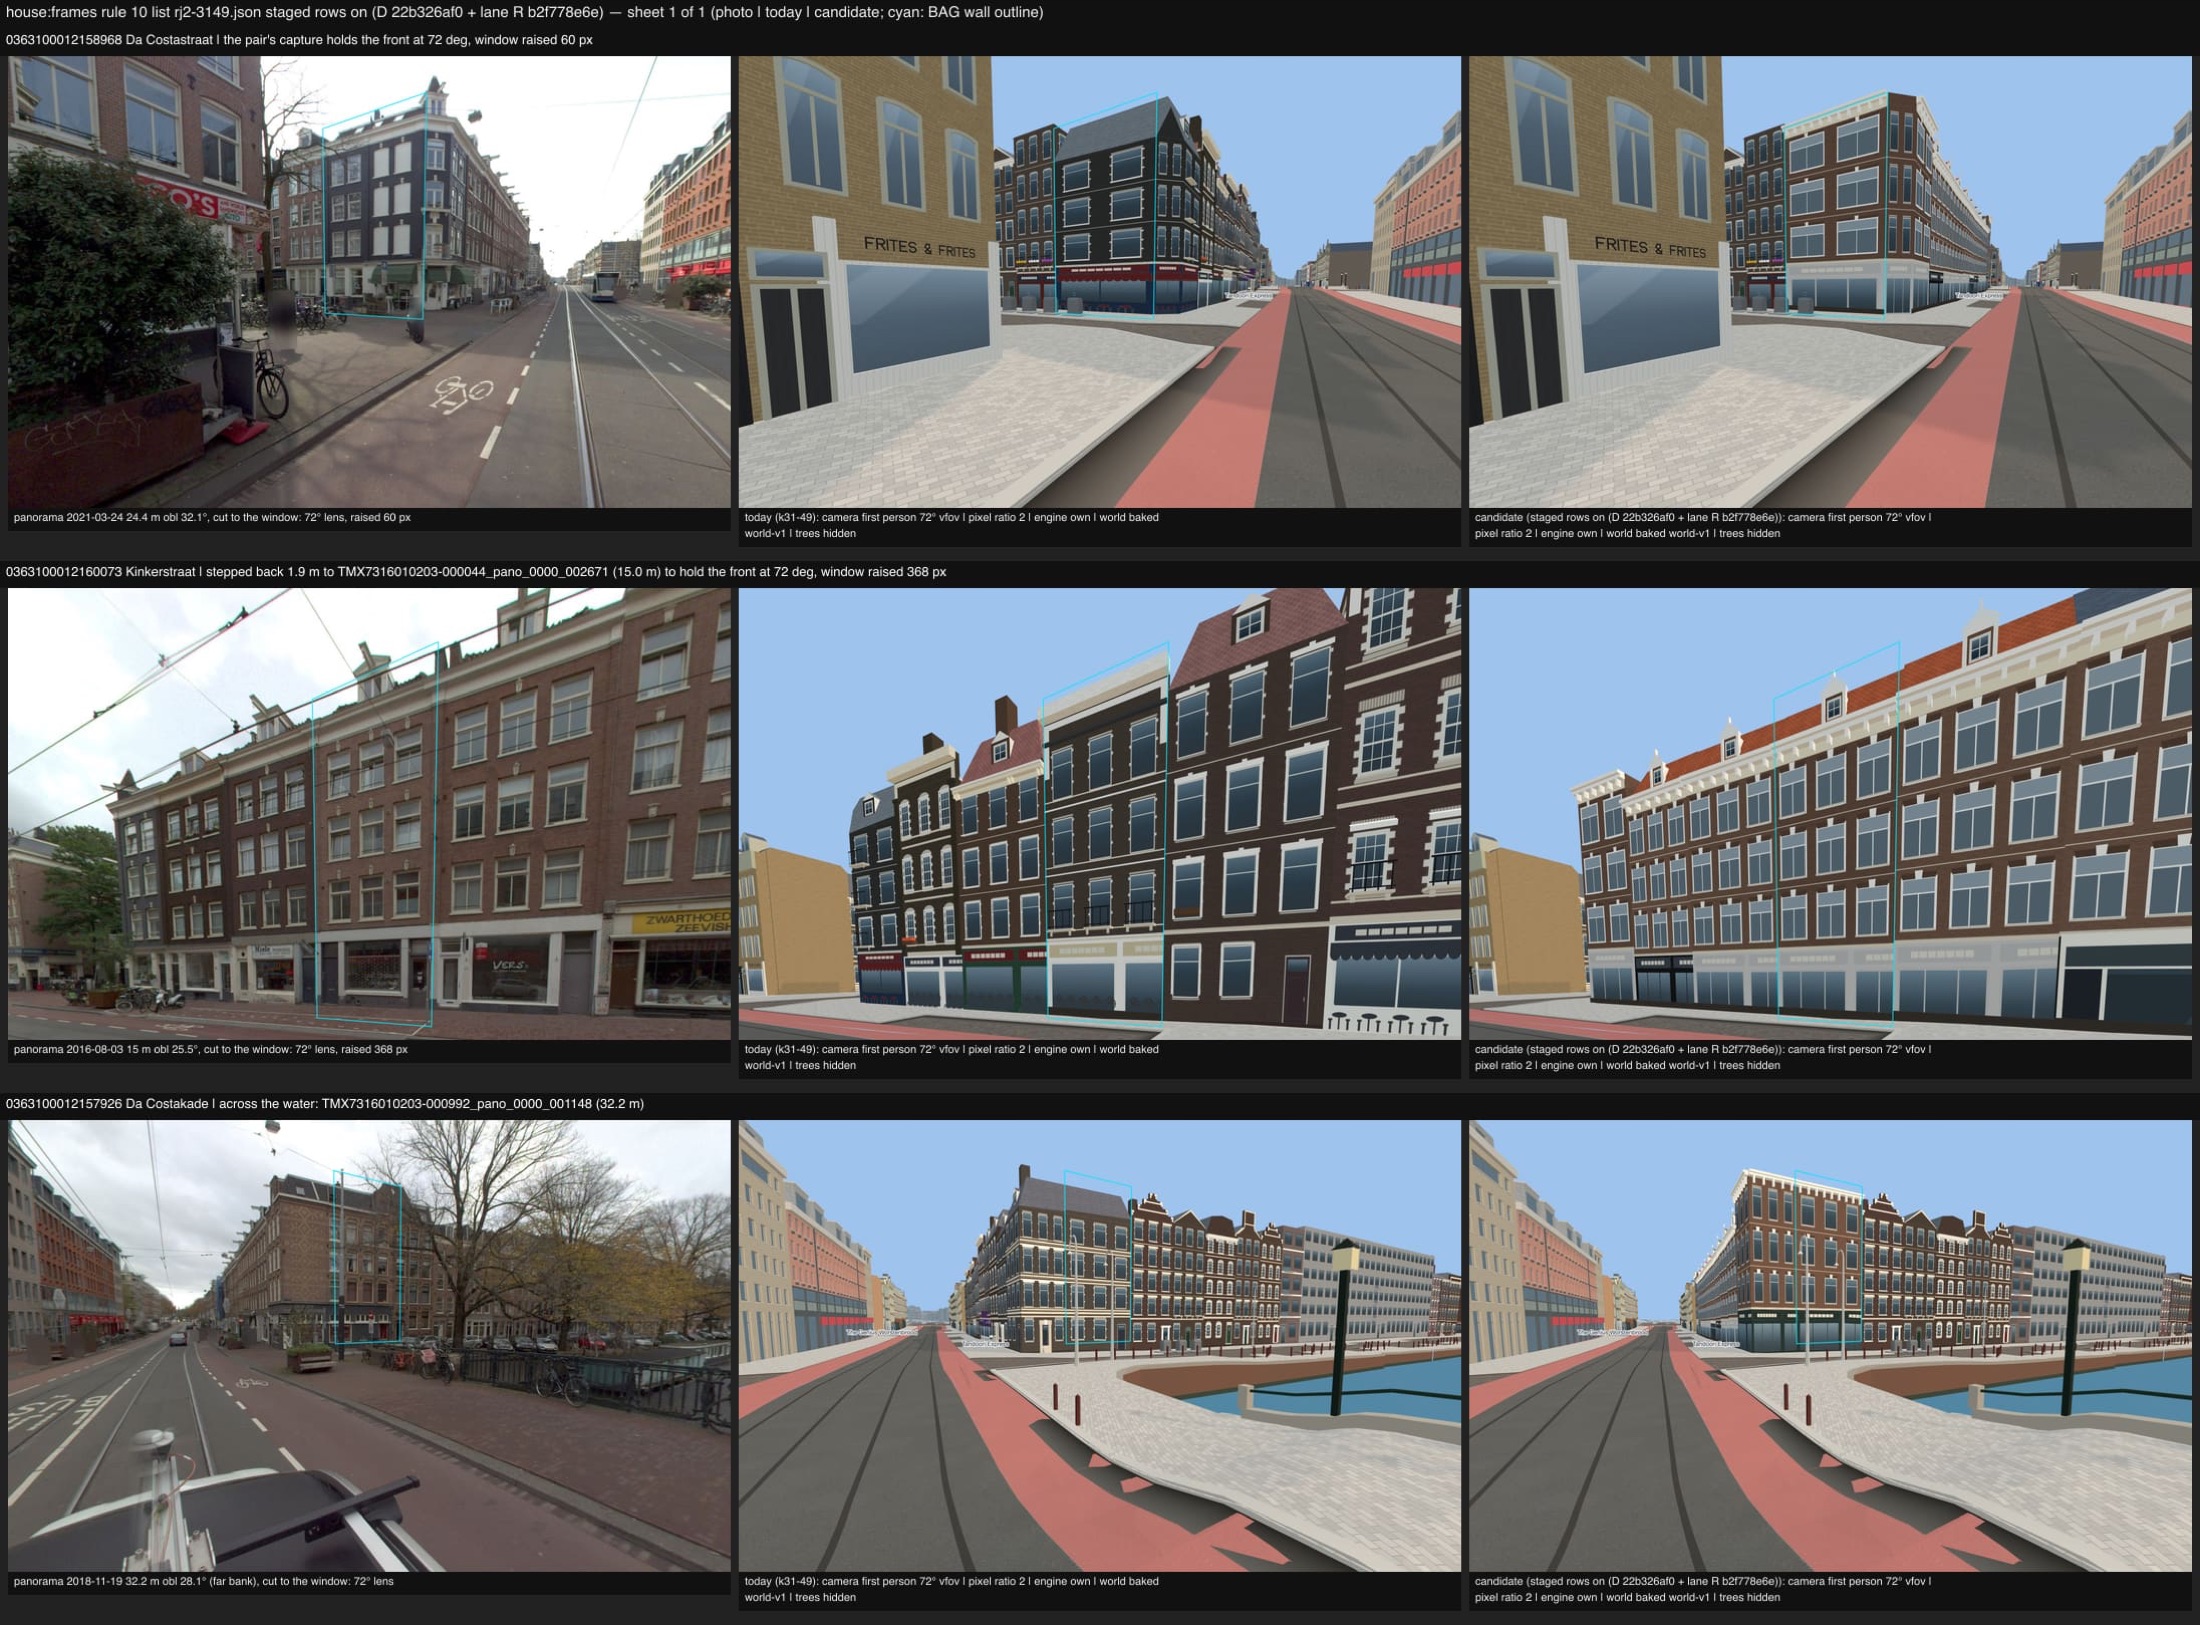 house:frames rule 10 list rj2-3149.json staged rows on (D 22b326af0 + lane R b2f778e6e) — sheet 1 of 1 (photo | today | candidate; cyan: BAG wall outline)
0363100012158968 Da Costastraat | the pair's capture holds the front at 72 deg, window raised 60 px
O'S
FRITES & FRITES
FRITES & FRITES
Tandoori Express
Tandoori Express
panorama 2021-03-24 24.4 m obl 32.1°, cut to the window: 72° lens, raised 60 px
today (k31-49): camera first person 72° vfov | pixel ratio 2 | engine own | world baked
world-v1 | trees hidden
candidate (staged rows on (D 22b326af0 + lane R b2f778e6e)): camera first person 72° vfov |
pixel ratio 2 | engine own | world baked world-v1 | trees hidden
0363100012160073 Kinkerstraat | stepped back 1.9 m to TMX7316010203-000044_pano_0000_002671 (15.0 m) to hold the front at 72 deg, window raised 368 px
ZWARTHOED
ZEEVISH
VERS
panorama 2016-08-03 15 m obl 25.5°, cut to the window: 72° lens, raised 368 px
today (k31-49): camera first person 72° vfov | pixel ratio 2 | engine own | world baked
world-v1 | trees hidden
candidate (staged rows on (D 22b326af0 + lane R b2f778e6e)): camera first person 72° vfov |
pixel ratio 2 | engine own | world baked world-v1 | trees hidden
0363100012157926 Da Costakade | across the water: TMX7316010203-000992_pano_0000_001148 (32.2 m)
Tandoori Express
Tandoori Express
panorama 2018-11-19 32.2 m obl 28.1° (far bank), cut to the window: 72° lens
today (k31-49): camera first person 72° vfov | pixel ratio 2 | engine own | world baked
world-v1 | trees hidden
candidate (staged rows on (D 22b326af0 + lane R b2f778e6e)): camera first person 72° vfov |
pixel ratio 2 | engine own | world baked world-v1 | trees hidden